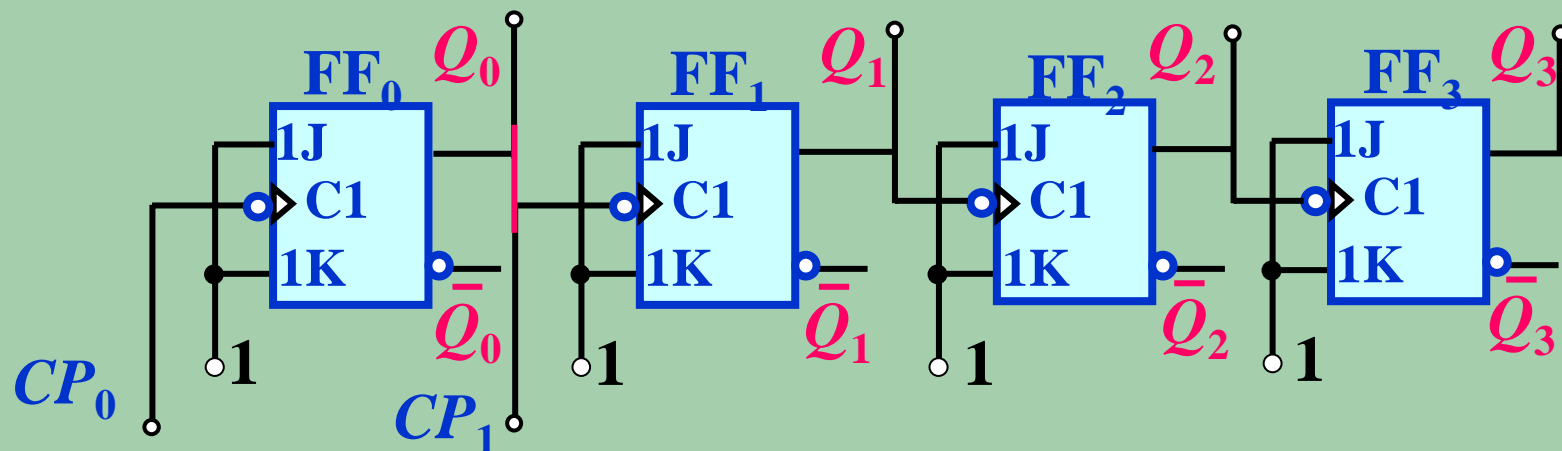 FF₀ Q₀ FF₁ Q₁ FF₂ Q₂ FF₃ Q₃
1J 1J 1J 1J
C1 C1 C1 C1
1K 1K 1K 1K
Q̅₀ Q̅₁ Q̅₂ Q̅₃
1 1 1 1
CP₀ CP₁